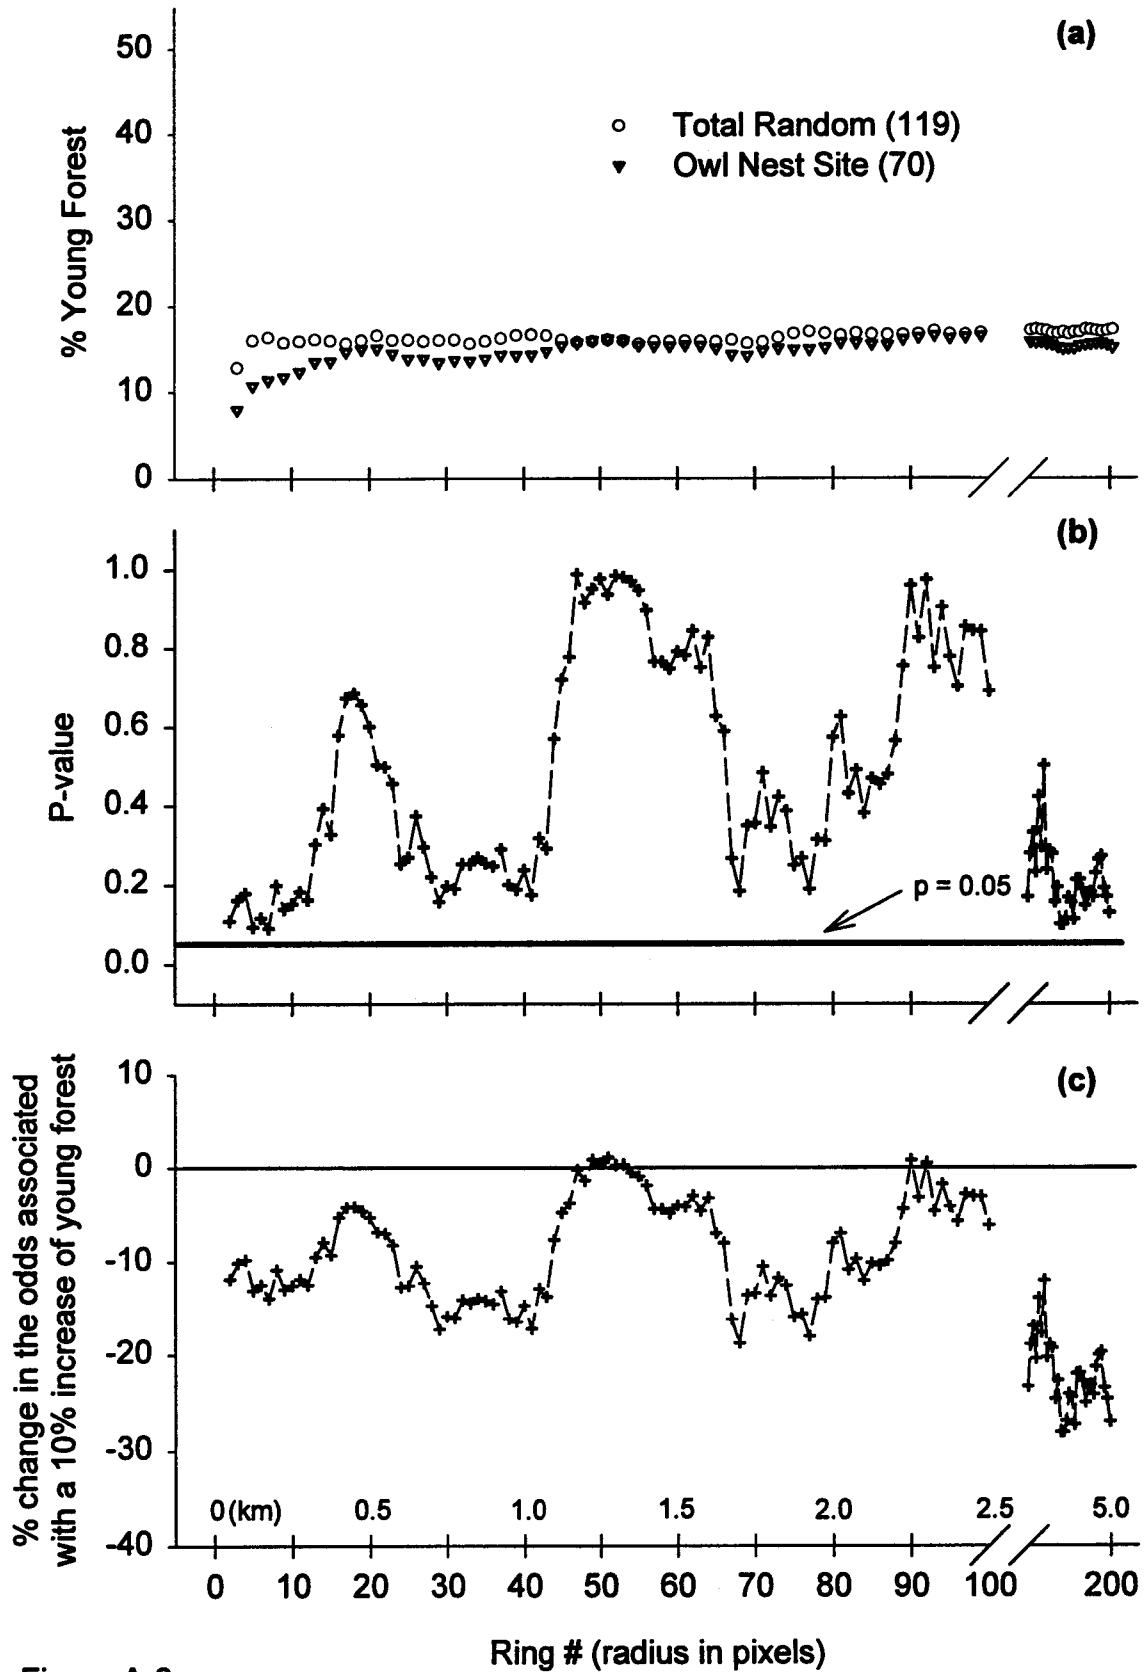 (a)
50
40
30
20
10
0
% Young Forest
Total Random (119)
Owl Nest Site (70)
(b)
1.0
0.8
0.6
0.4
0.2
0.0
P-value
p = 0.05
(c)
10
0
-10
-20
-30
-40
% change in the odds associated
with a 10% increase of young forest
0 (km) 0.5 1.0 1.5 2.0 2.5 5.0
0 10 20 30 40 50 60 70 80 90 100 200
Ring # (radius in pixels)